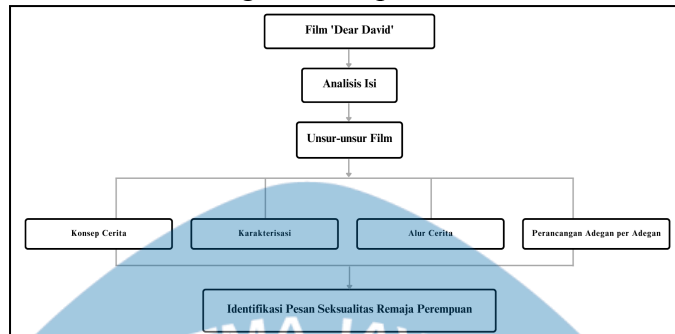 Film 'Dear David'
Analisis Isi
Unsur-unsur Film
Konsep Cerita
Karakterisasi
Alur Cerita
Perancangan Adegan per Adegan
Identifikasi Pesan Seksualitas Remaja Perempuan